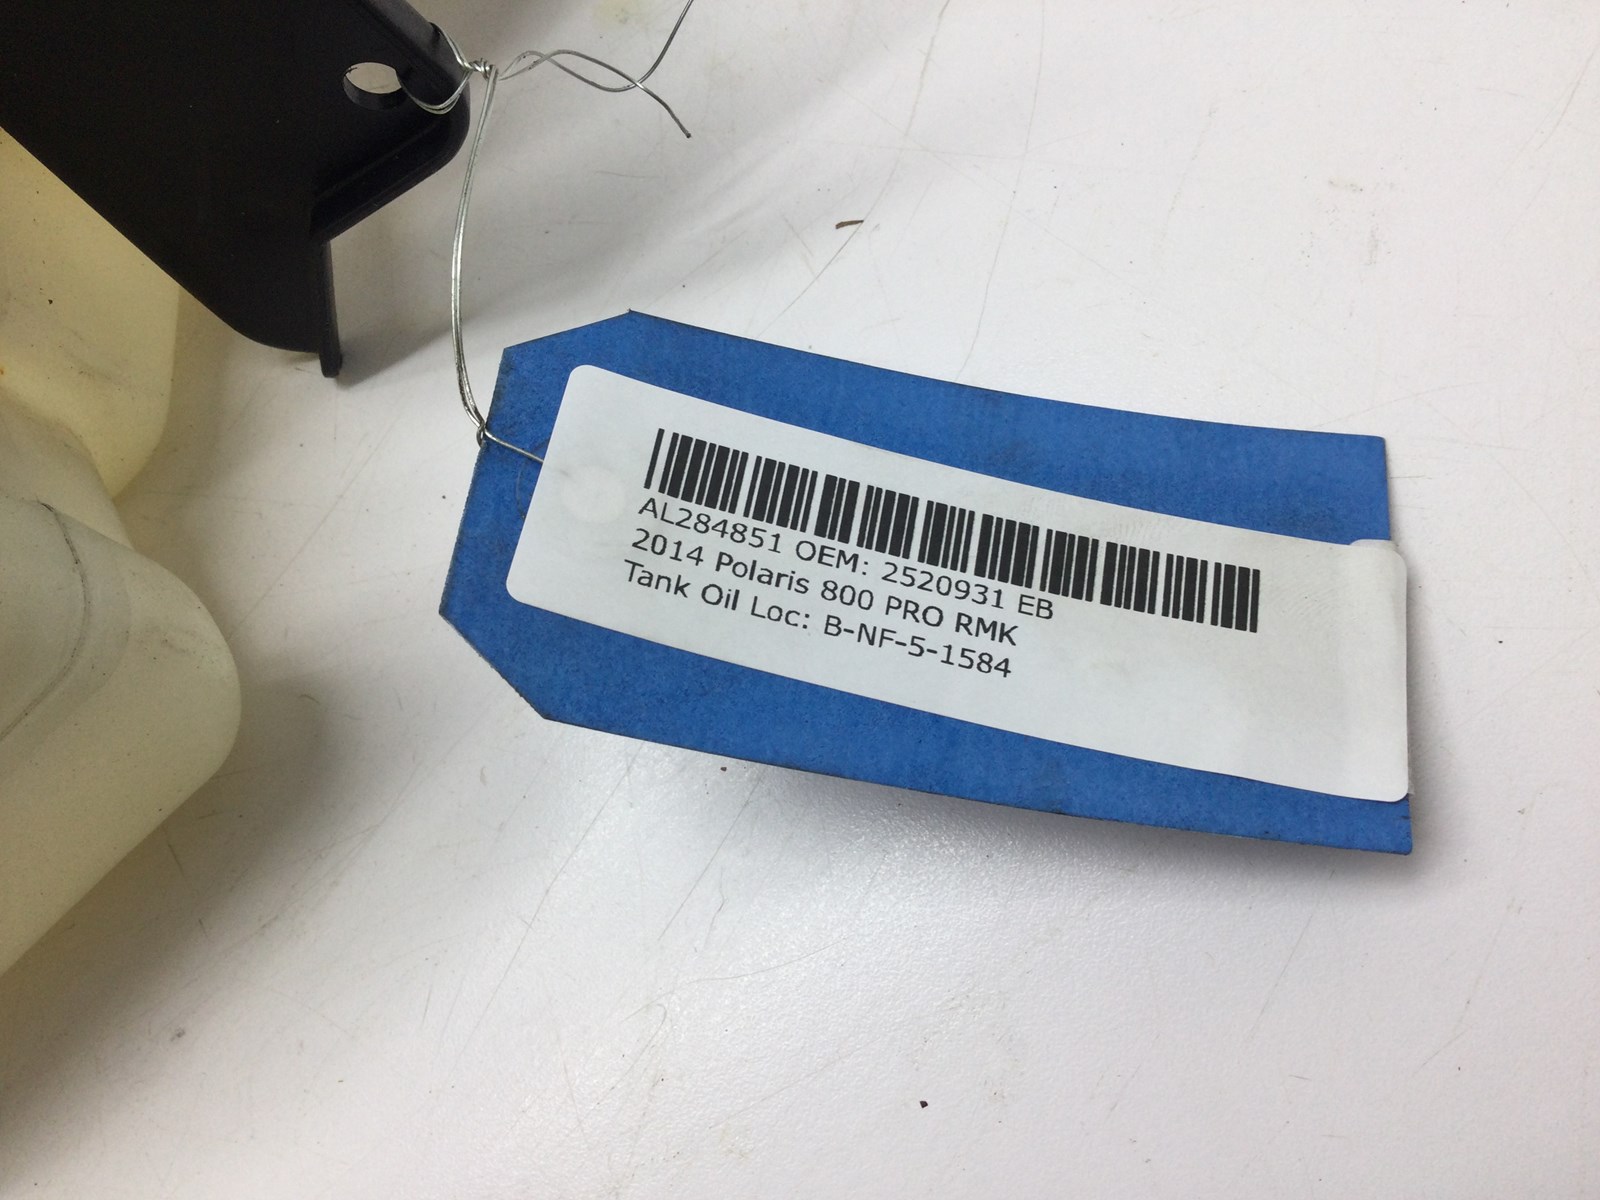 AL284851 OEM: 2520931 EB
2014 Polaris 800 PRO RMK
Tank Oil Loc: B-NF-5-1584